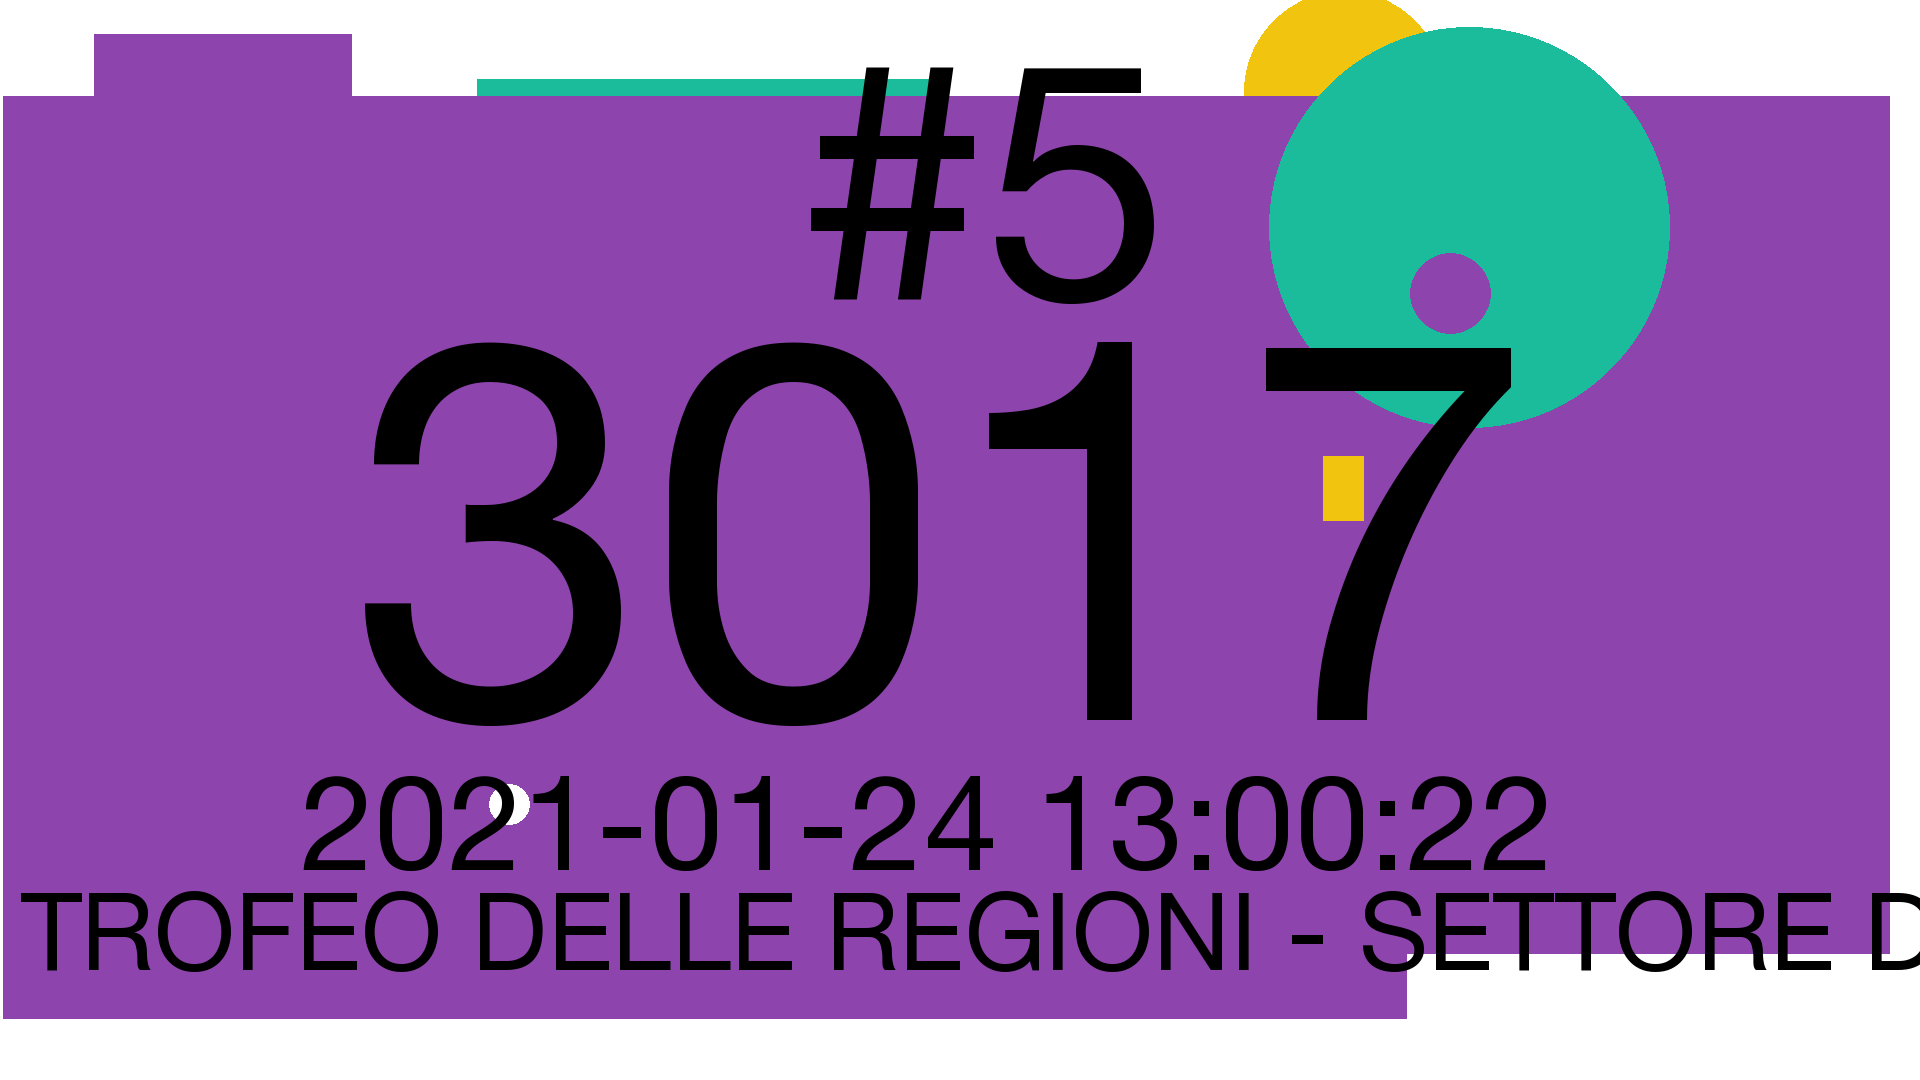 #5
3017
2021-01-24 13:00:22
TROFEO DELLE REGIONI - SETTORE D